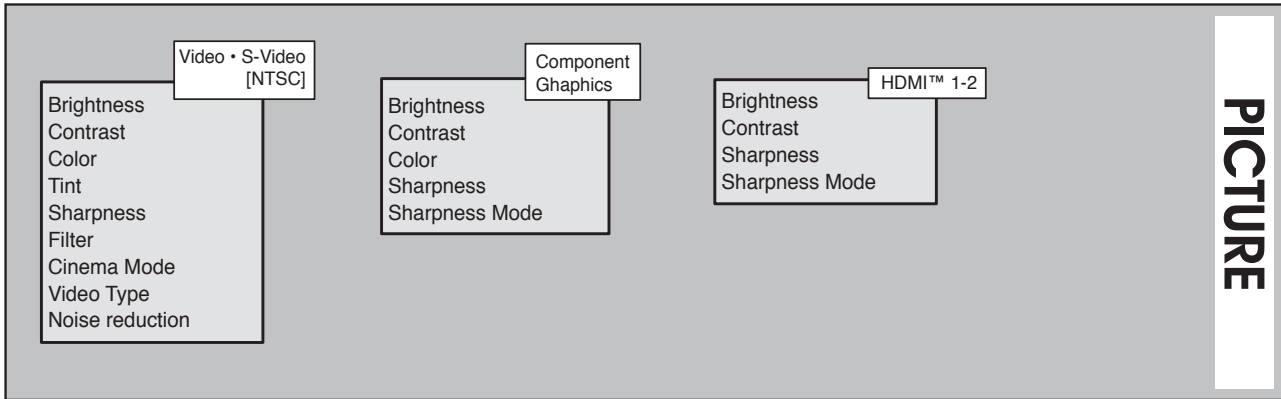 Video • S-Video
[NTSC]
Brightness
Contrast
Color
Tint
Sharpness
Filter
Cinema Mode
Video Type
Noise reduction
Component
Ghaphics
Brightness
Contrast
Color
Sharpness
Sharpness Mode
HDMI™ 1-2
Brightness
Contrast
Sharpness
Sharpness Mode
PICTURE